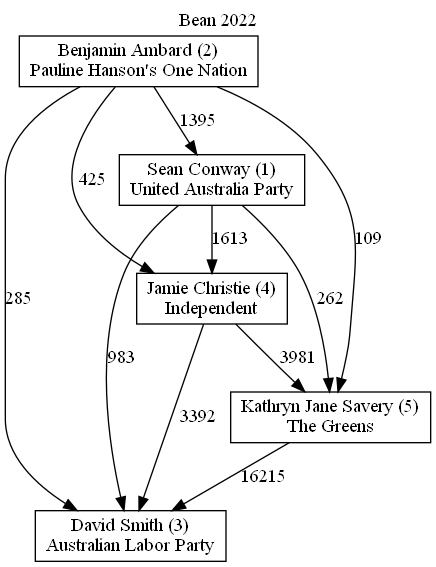 Bean 2022
Benjamin Ambard (2)
Pauline Hanson's One Nation
1395
425
Sean Conway (1)
United Australia Party
1613
109
285
Jamie Christie (4)
Independent
262
983
3981
Kathryn Jane Savery (5)
The Greens
3392
16215
David Smith (3)
Australian Labor Party